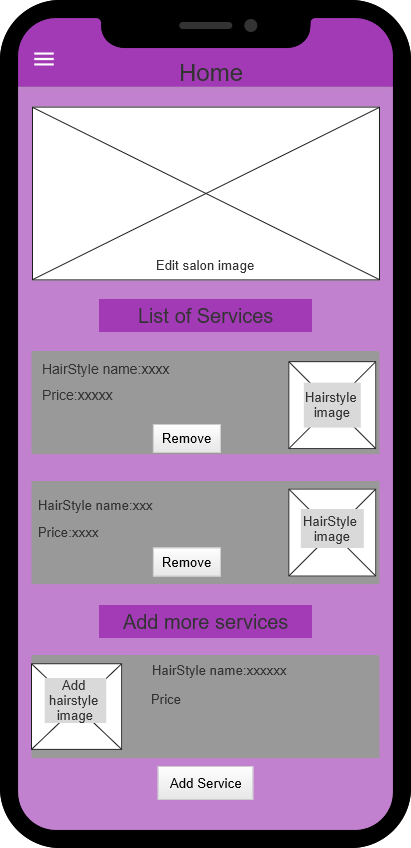 Home
Edit salon image
List of Services
HairStyle name:xxxx
Price:xxxxx
Hairstyle
image
Remove
HairStyle name:xxx
Price:xxxx
HairStyle
image
Remove
Add more services
Add
hairstyle
image
HairStyle name:xxxxxx
Price
Add Service